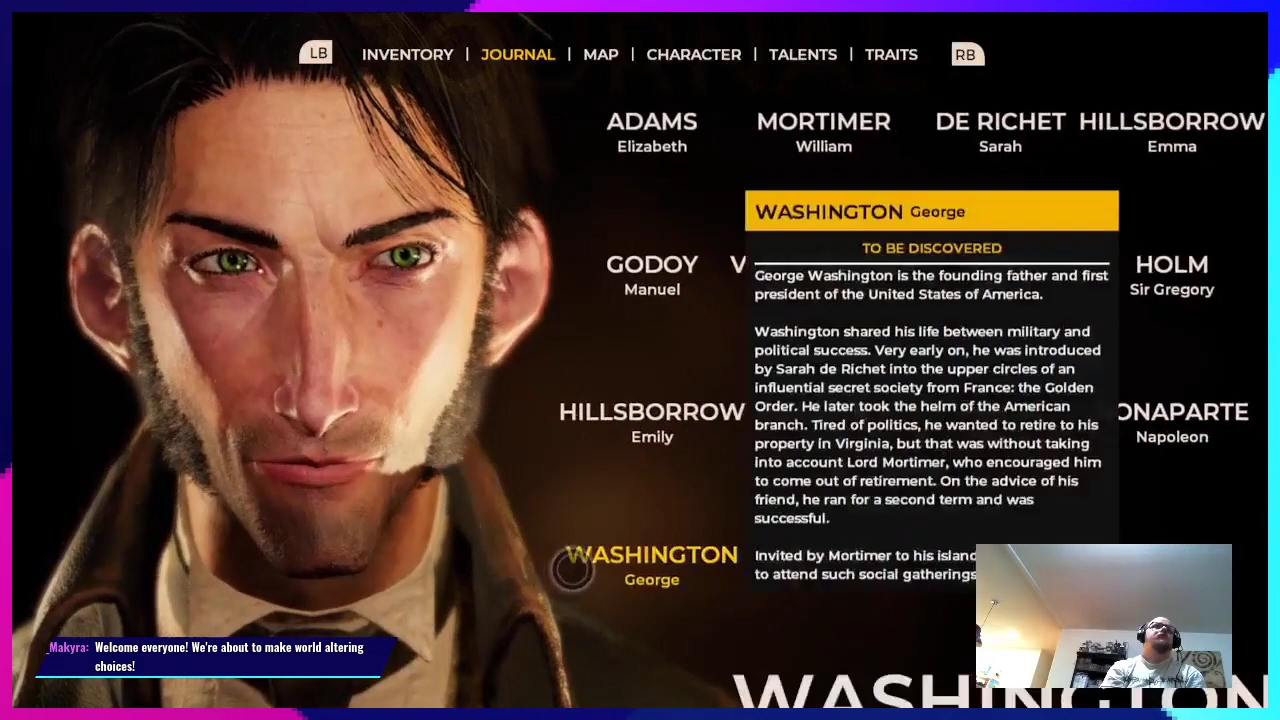 LB INVENTORY | JOURNAL | MAP | CHARACTER | TALENTS | TRAITS RB
ADAMS MORTIMER DE RICHET HILLSBORROW
Elizabeth William Sarah Emma
WASHINGTON George
TO BE DISCOVERED
George Washington is the founding father and first
president of the United States of America.
Washington shared his life between military and
political success. Very early on, he was introduced
by Sarah de Richet into the upper circles of an
influential secret society from France: the Golden
Order. He later took the helm of the American
branch. Tired of politics, he wanted to retire to his
property in Virginia, but that was without taking
into account Lord Mortimer, who encouraged him
to come out of retirement. On the advice of his
friend, he ran for a second term and was
successful.
Invited by Mortimer to his island
to attend such social gatherings
GODOY V HOLM
Manuel Sir Gregory
HILLSBORROW ONAPARTE
Emily Napoleon
WASHINGTON
George
WASHINGTON
Makyra: Welcome everyone! We're about to make world altering
choices!